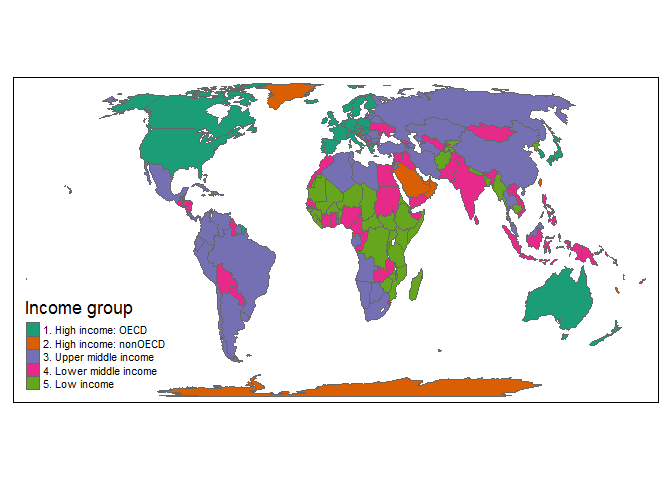 Income group
1. High income: OECD
2. High income: nonOECD
3. Upper middle income
4. Lower middle income
5. Low income